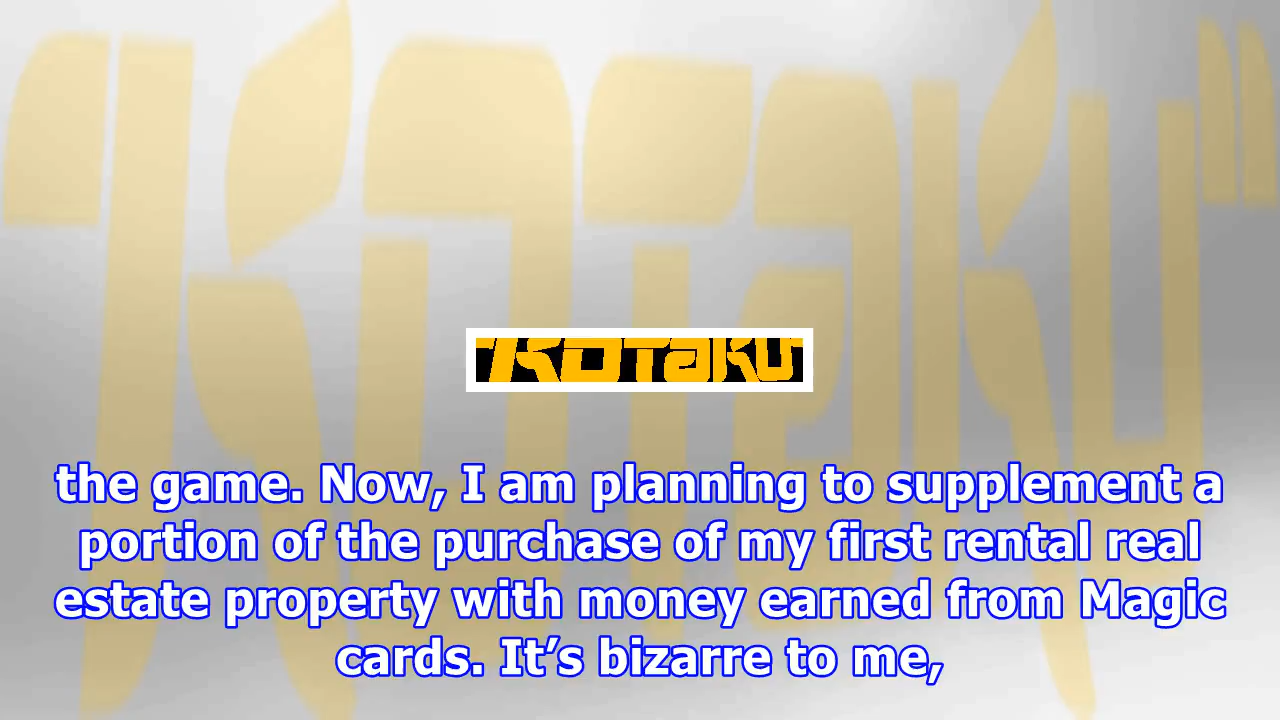 "KOTaKU"
KOTaKU
the game. Now, I am planning to supplement a
portion of the purchase of my first rental real
estate property with money earned from Magic
cards. It’s bizarre to me,